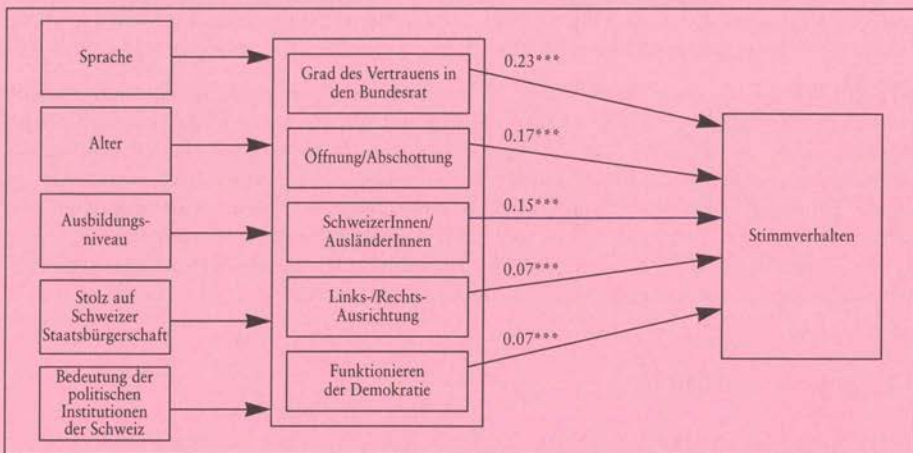 Sprache
Alter
Ausbildungs-
niveau
Stolz auf
Schweizer
Staatsbürgerschaft
Bedeutung der
politischen
Institutionen
der Schweiz
Grad des Vertrauens in
den Bundesrat
Öffnung/Abschottung
SchweizerInnen/
AusländerInnen
Links-/Rechts-
Ausrichtung
Funktionieren
der Demokratie
0.23***
0.17***
0.15***
0.07***
0.07***
Stimmverhalten